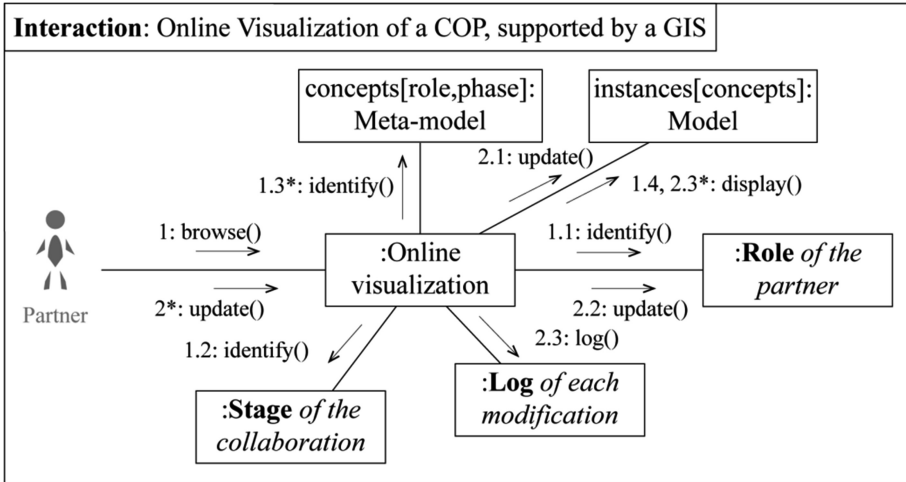 Interaction: Online Visualization of a COP, supported by a GIS
concepts[role,phase]:
Meta-model
instances[concepts]:
Model
2.1: update()
1.3*: identify()
1.4, 2.3*: display()
1: browse()
1.1: identify()
:Online
visualization
:Role of the
partner
Partner
2*: update()
2.2: update()
1.2: identify()
2.3: log()
:Stage of the
collaboration
:Log of each
modification